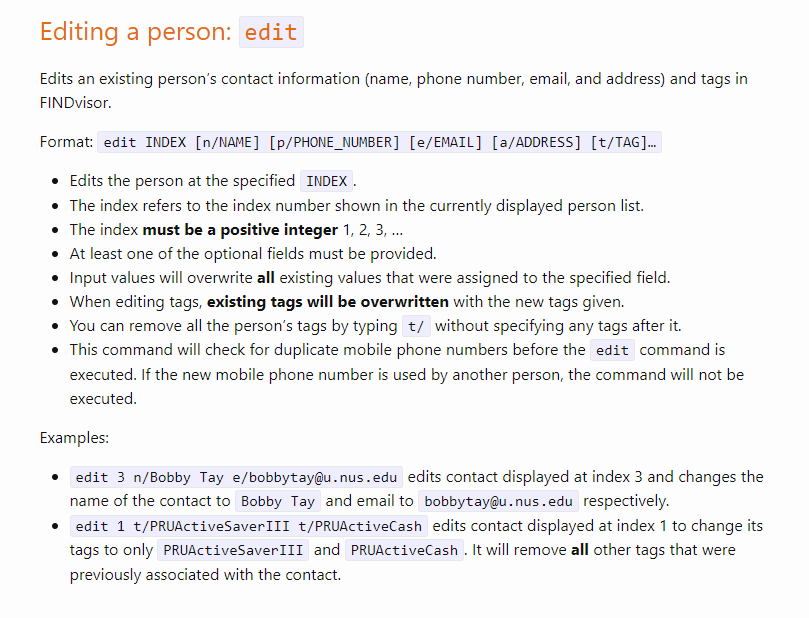 Editing a person: edit
Edits an existing person’s contact information (name, phone number, email, and address) and tags in
FINDvisor.
Format: edit INDEX [n/NAME] [p/PHONE_NUMBER] [e/EMAIL] [a/ADDRESS] [t/TAG]…
• Edits the person at the specified INDEX.
• The index refers to the index number shown in the currently displayed person list.
• The index must be a positive integer 1, 2, 3, …
• At least one of the optional fields must be provided.
• Input values will overwrite all existing values that were assigned to the specified field.
• When editing tags, existing tags will be overwritten with the new tags given.
• You can remove all the person’s tags by typing t/ without specifying any tags after it.
• This command will check for duplicate mobile phone numbers before the edit command is
executed. If the new mobile phone number is used by another person, the command will not be
executed.
Examples:
• edit 3 n/Bobby Tay e/bobbytay@u.nus.edu edits contact displayed at index 3 and changes the
name of the contact to Bobby Tay and email to bobbytay@u.nus.edu respectively.
• edit 1 t/PRUActiveSaverIII t/PRUActiveCash edits contact displayed at index 1 to change its
tags to only PRUActiveSaverIII and PRUActiveCash. It will remove all other tags that were
previously associated with the contact.